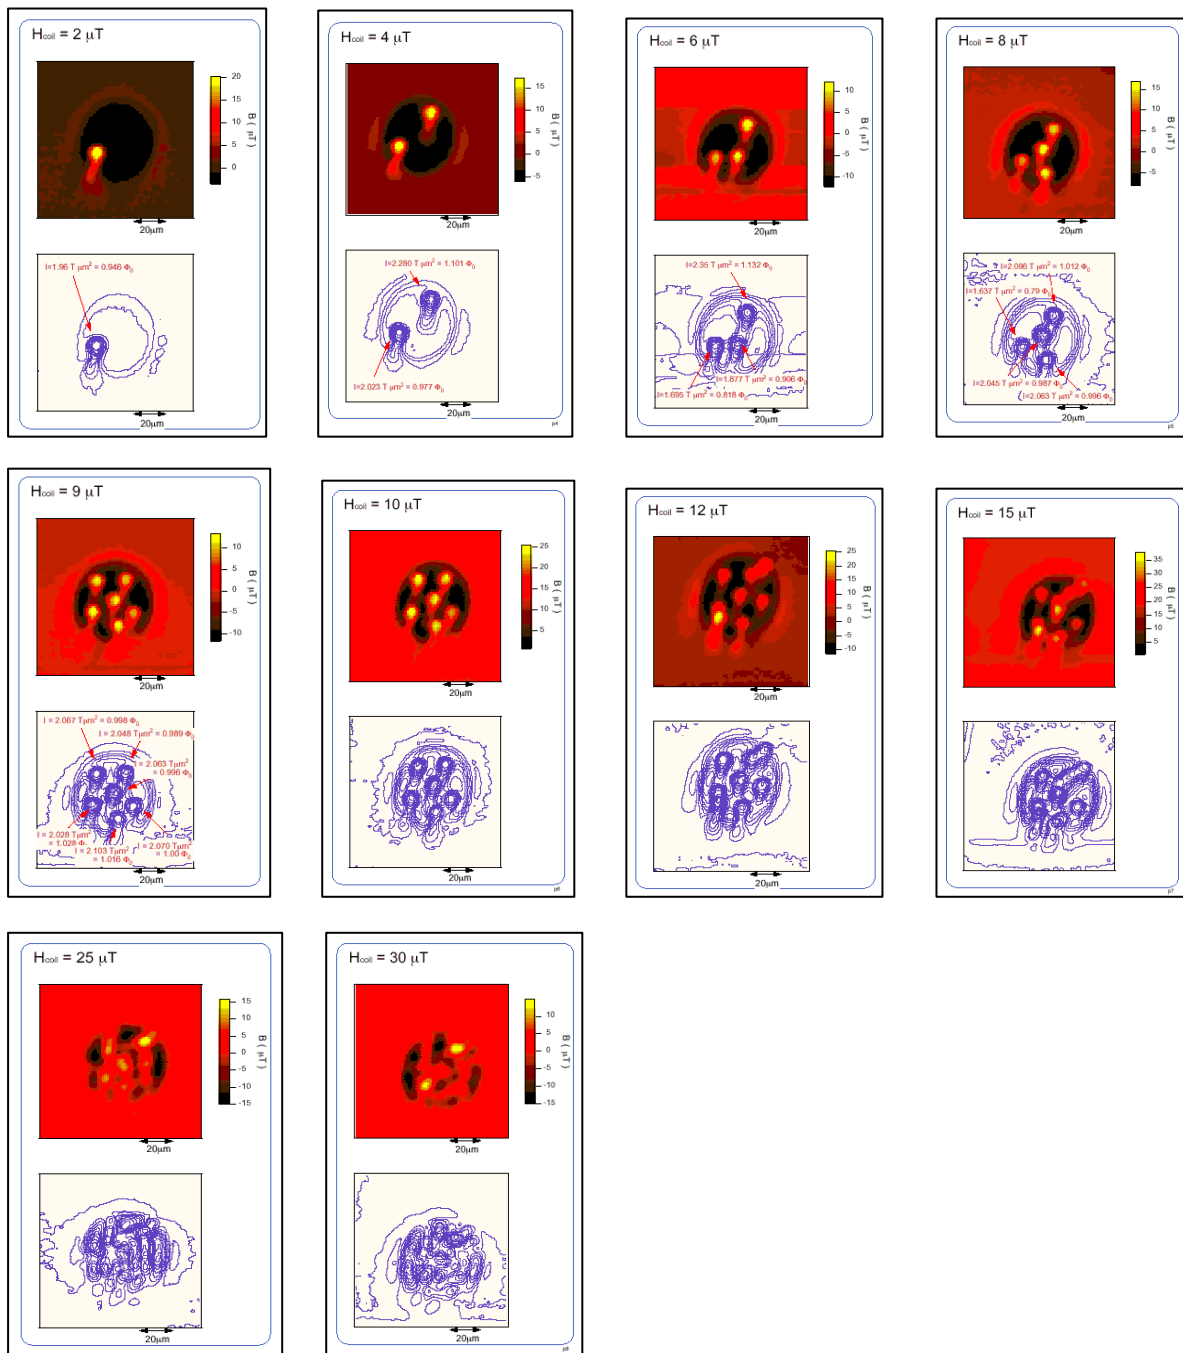 Hcoil = 2 μT
20
15
10
5
0
B ( μT)
20μm
I=1.96 T μm² = 0.946 Φ₀
20μm
Hcoil = 4 μT
15
10
5
0
-5
B ( μT)
20μm
I=2.280 T μm² = 1.101 Φ₀
I=2.023 T μm² = 0.977 Φ₀
20μm
p4
Hcoil = 6 μT
10
5
0
-5
-10
B ( μT)
20μm
I=2.35 T μm² = 1.132 Φ₀
I=1.877 T μm² = 0.906 Φ₀
I=1.695 T μm² = 0.818 Φ₀
20μm
Hcoil = 8 μT
15
10
5
0
-5
B ( μT)
20μm
I=2.096 T μm² = 1.012 Φ₀
I=1.637 T μm² = 0.79 Φ₀
I=2.045 T μm² = 0.987 Φ₀
I=2.063 T μm² = 0.996 Φ₀
20μm
p5
Hcoil = 9 μT
10
5
0
-5
-10
B ( μT)
20μm
I = 2.067 Tμm² = 0.998 Φ₀
I = 2.048 Tμm² = 0.989 Φ₀
I = 2.063 Tμm²
= 0.996 Φ₀
I = 2.028 Tμm²
= 1.028 Φ₀
I = 2.103 Tμm²
= 1.016 Φ₀
I = 2.070 Tμm²
= 1.00 Φ₀
20μm
Hcoil = 10 μT
25
20
15
10
5
B ( μT)
20μm
20μm
p6
Hcoil = 12 μT
25
20
15
10
5
0
-5
-10
B ( μT)
20μm
20μm
Hcoil = 15 μT
35
30
25
20
15
10
5
B ( μT)
20μm
20μm
p7
Hcoil = 25 μT
15
10
5
0
-5
-10
-15
B ( μT)
20μm
20μm
Hcoil = 30 μT
10
5
0
-5
-10
-15
B ( μT)
20μm
20μm
p8